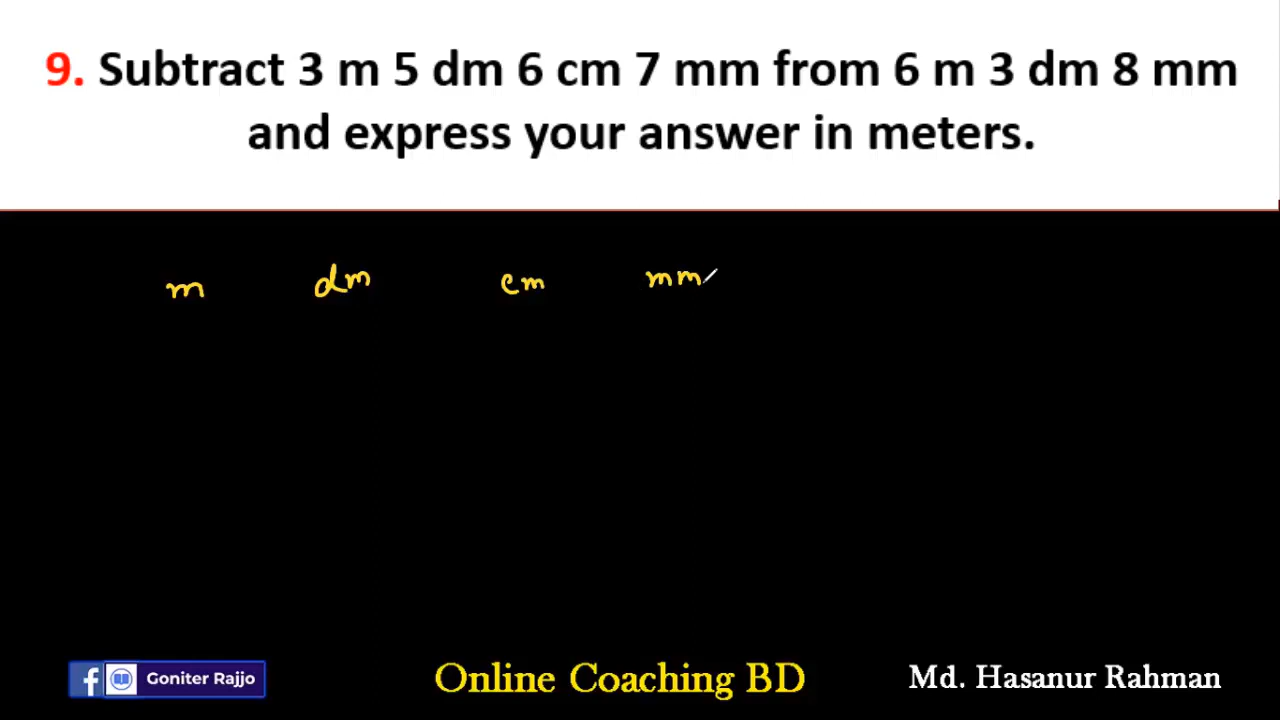 9. Subtract 3 m 5 dm 6 cm 7 mm from 6 m 3 dm 8 mm
and express your answer in meters.
m dm cm mm
f Goniter Rajjo Online Coaching BD Md. Hasanur Rahman